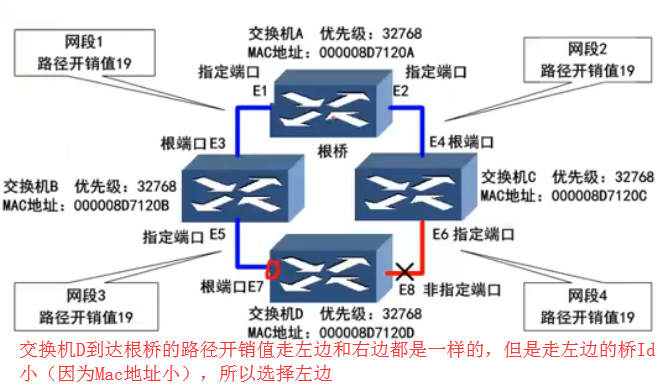 交换机A 优先级：32768
MAC地址：000008D7120A
网段1
路径开销值19
网段2
路径开销值19
指定端口
指定端口
E1
E2
根桥
根端口E3
E4根端口
交换机B 优先级：32768
MAC地址：000008D7120B
交换机C 优先级：32768
MAC地址：000008D7120C
指定端口 E5
E6 指定端口
网段3
路径开销值19
根端口E7
E8 非指定端口
网段4
路径开销值19
交换机D 优先级：32768
MAC地址：000008D7120D
交换机D到达根桥的路径开销值走左边和右边都是一样的，但是走左边的桥Id
小（因为Mac地址小），所以选择左边